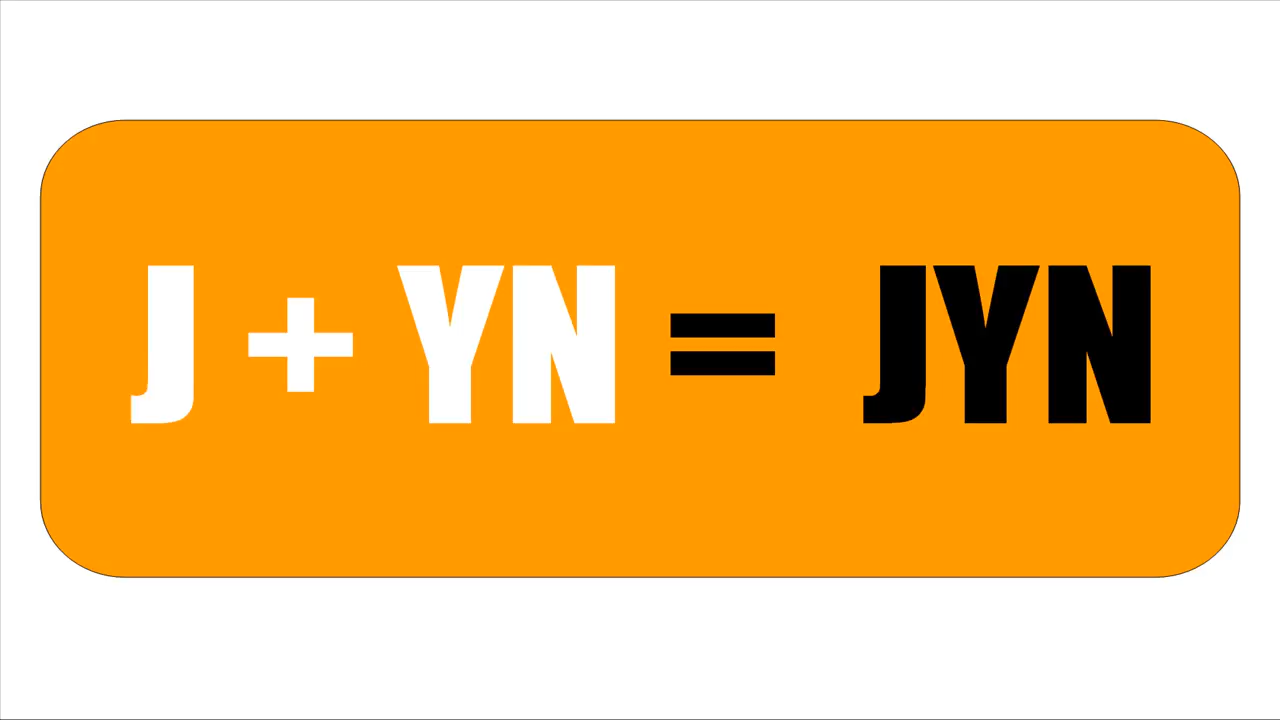 J + YN = JYN